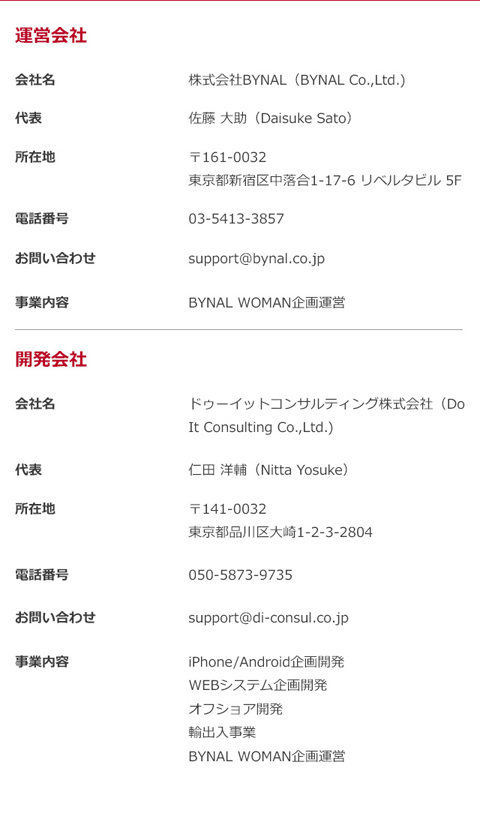 運営会社
会社名 株式会社BYNAL（BYNAL Co.,Ltd.)
代表 佐藤 大助（Daisuke Sato）
所在地 〒161-0032
東京都新宿区中落合1-17-6 リベルタビル 5F
電話番号 03-5413-3857
お問い合わせ support@bynal.co.jp
事業内容 BYNAL WOMAN企画運営
開発会社
会社名 ドゥーイットコンサルティング株式会社（Do
It Consulting Co.,Ltd.)
代表 仁田 洋輔（Nitta Yosuke）
所在地 〒141-0032
東京都品川区大崎1-2-3-2804
電話番号 050-5873-9735
お問い合わせ support@di-consul.co.jp
事業内容 iPhone/Android企画開発
WEBシステム企画開発
オフショア開発
輸出入事業
BYNAL WOMAN企画運営